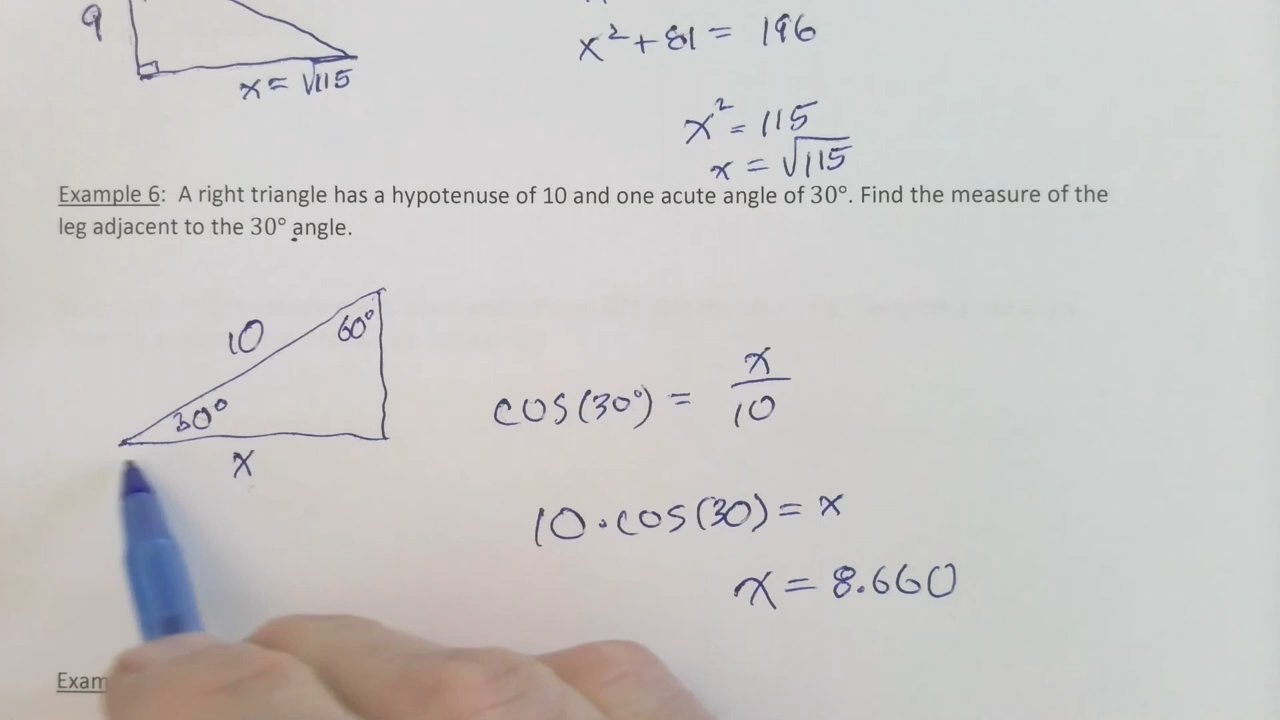 9
x = √115
x² + 81 = 196
x² = 115
x = √115
Example 6: A right triangle has a hypotenuse of 10 and one acute angle of 30°. Find the measure of the
leg adjacent to the 30° angle.
10
60°
30°
x
cos(30°) = x/10
10·cos(30) = x
x = 8.660
Exam